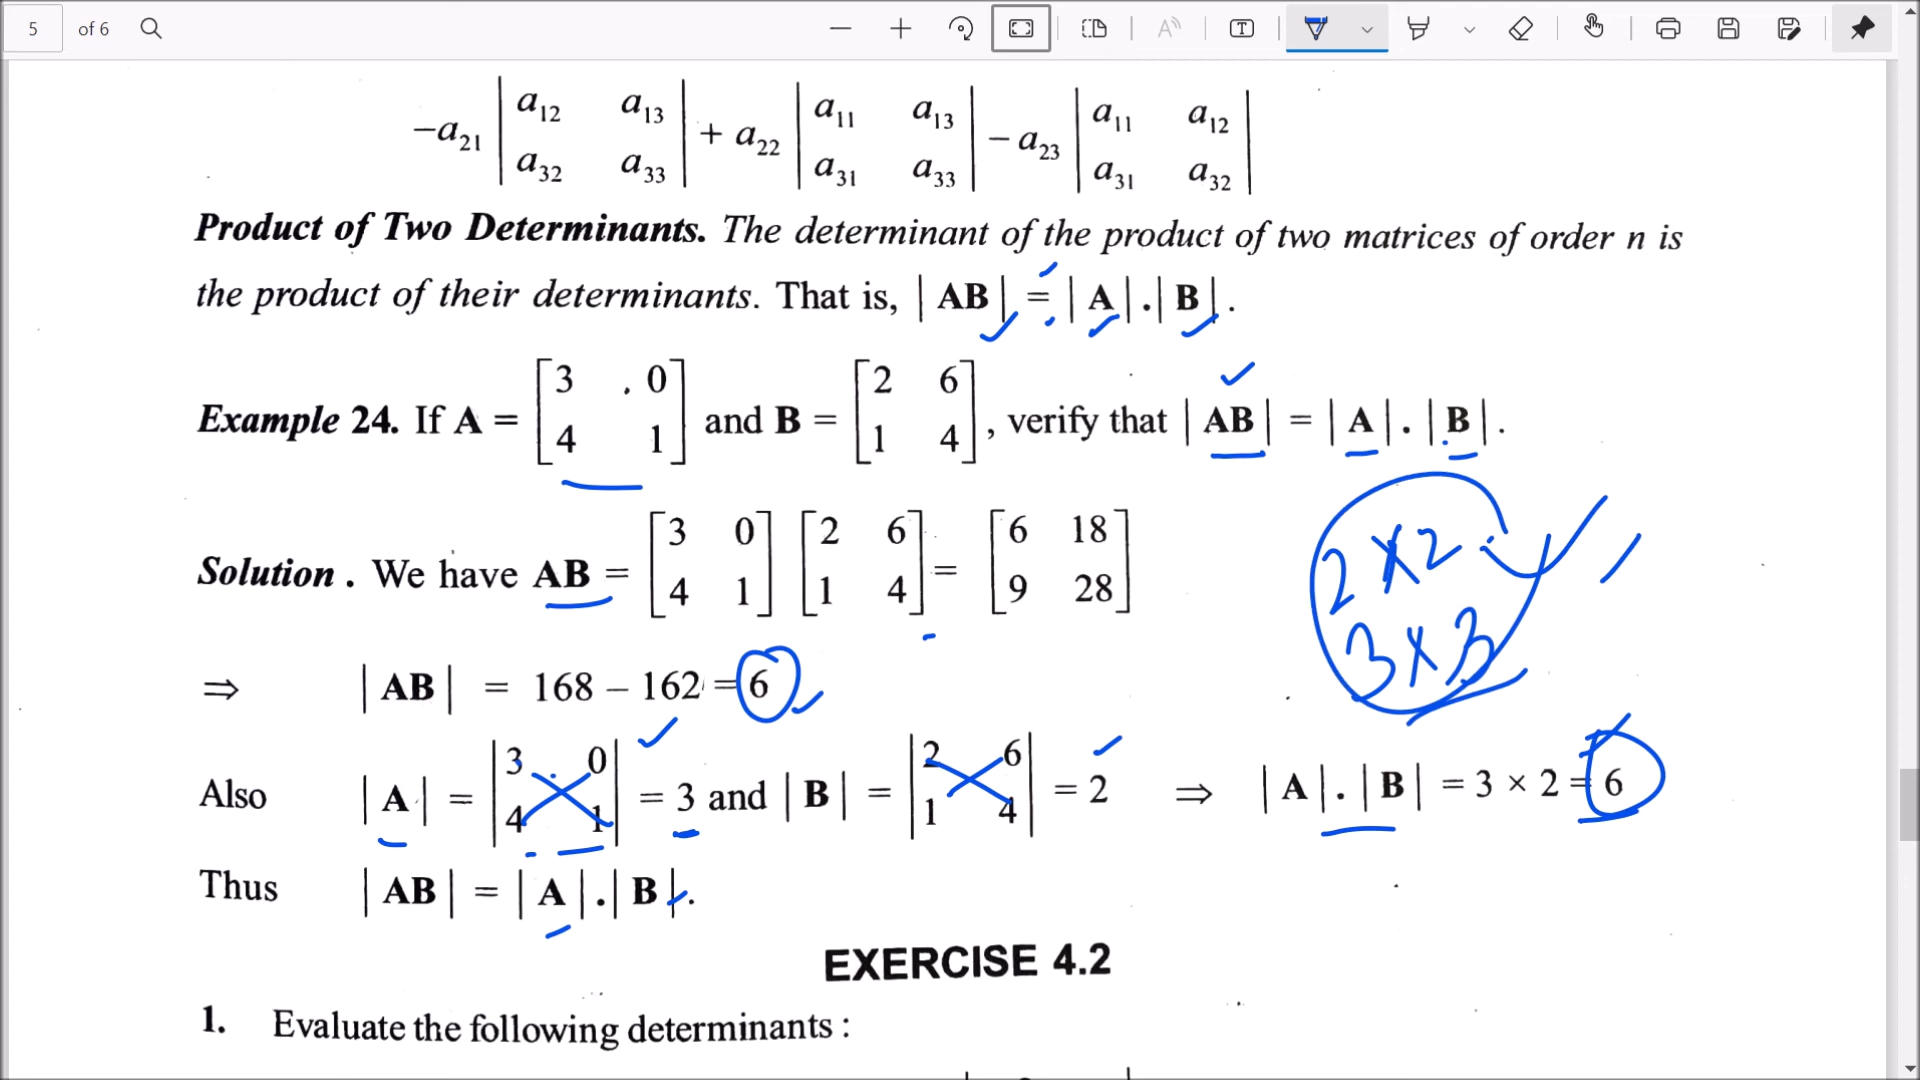 5 of 6
−a21 | a12 a13 | + a22 | a11 a13 | − a23 | a11 a12 |
| a32 a33 | | a31 a33 | | a31 a32 |
Product of Two Determinants. The determinant of the product of two matrices of order n is
the product of their determinants. That is, | AB | = | A | . | B | .
Example 24. If A = [3 0; 4 1] and B = [2 6; 1 4], verify that | AB | = | A | . | B | .
Solution . We have AB = [3 0; 4 1] [2 6; 1 4] = [6 18; 9 28]
2×2
3×3
⇒ | AB | = 168 – 162 = 6
Also | A | = | 3 0; 4 1 | = 3 and | B | = | 2 6; 1 4 | = 2 ⇒ | A | . | B | = 3 × 2 = 6
Thus | AB | = | A | . | B | .
EXERCISE 4.2
1. Evaluate the following determinants :